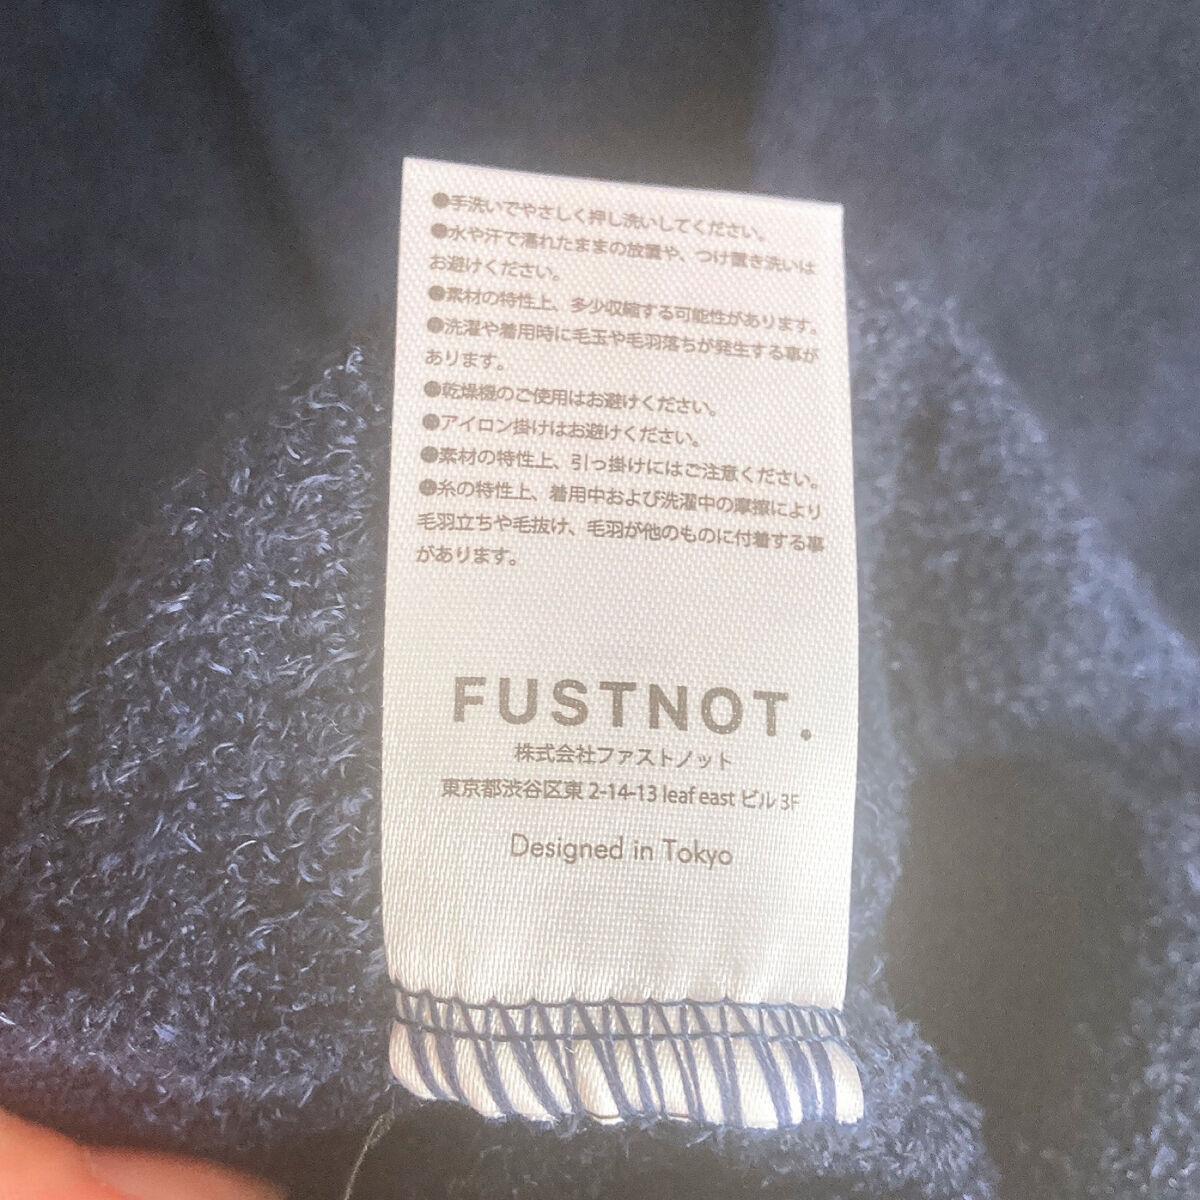 ●手洗いでやさしく押し洗いしてください。
●水や汗で濡れたままの放置や、つけ置き洗いは
お避けください。
●素材の特性上、多少収縮する可能性があります。
●洗濯や着用時に毛玉や毛羽落ちが発生する事が
あります。
●乾燥機のご使用はお避けください。
●アイロン掛けはお避けください。
●素材の特性上、引っ掛けにはご注意ください。
●糸の特性上、着用中および洗濯中の摩擦により
毛羽立ちや毛抜け、毛羽が他のものに付着する事
があります。
FUSTNOT.
株式会社ファストノット
東京都渋谷区東 2-14-13 leaf east ビル 3F
Designed in Tokyo